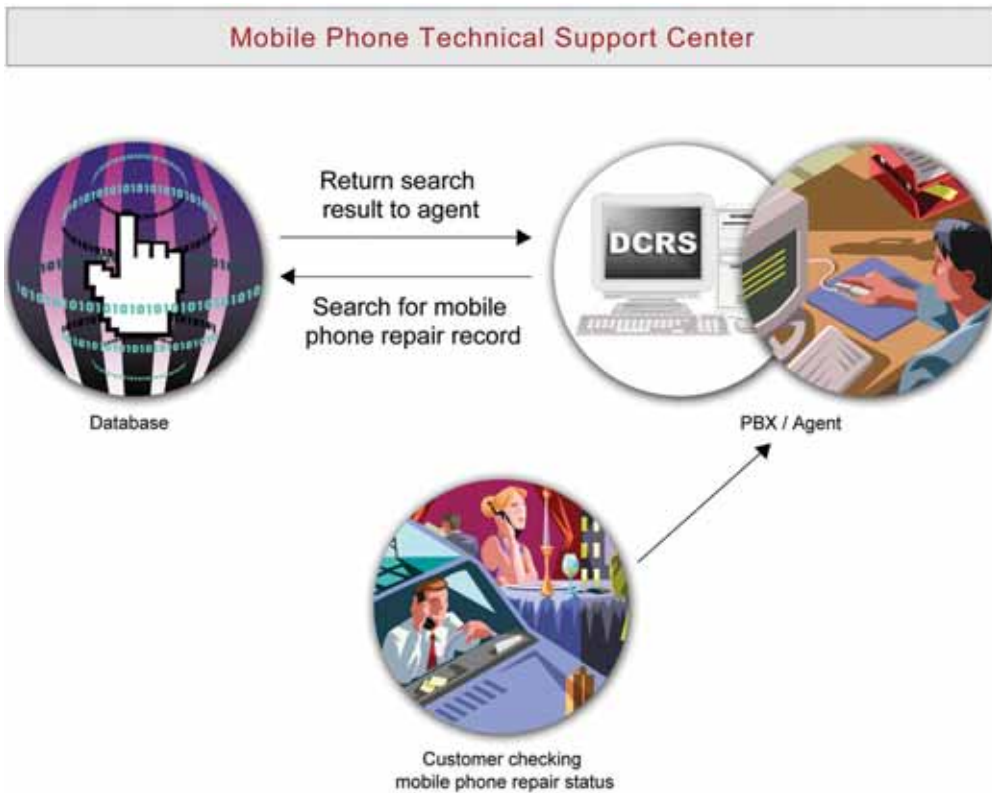 Mobile Phone Technical Support Center
Return search
result to agent
DCRS
Search for mobile
phone repair record
Database
PBX / Agent
Customer checking
mobile phone repair status